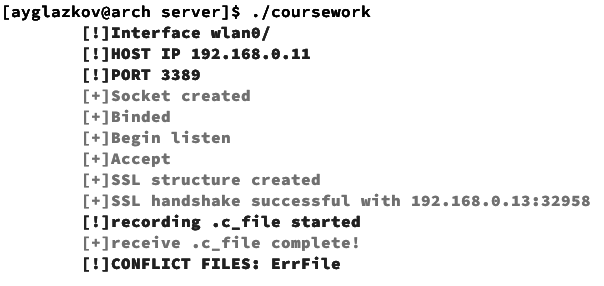 [ayglazkov@arch server]$ ./coursework
[!]Interface wlan0/
[!]HOST IP 192.168.0.11
[!]PORT 3389
[+]Socket created
[+]Binded
[+]Begin listen
[+]Accept
[+]SSL structure created
[+]SSL handshake successful with 192.168.0.13:32958
[!]recording .c_file started
[+]receive .c_file complete!
[!]CONFLICT FILES: ErrFile